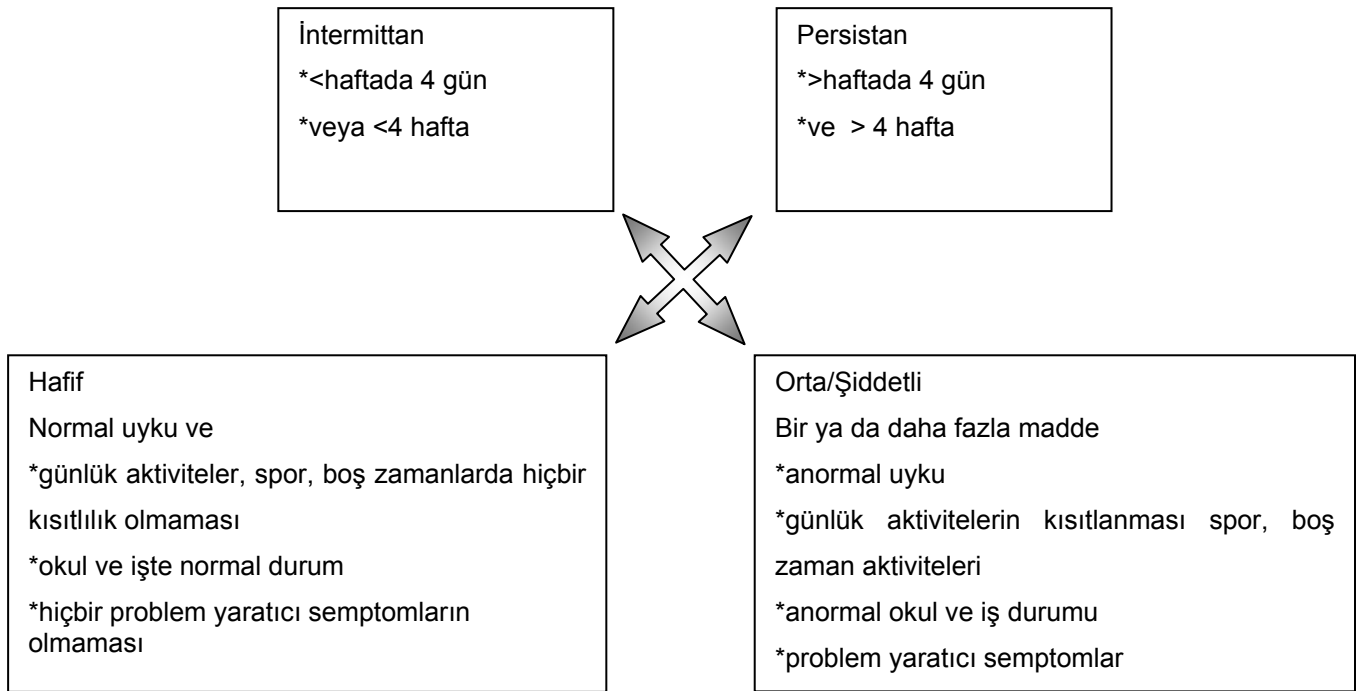 İntermittan
*<haftada 4 gün
*veya <4 hafta
Persistan
*>haftada 4 gün
*ve > 4 hafta
Hafif
Normal uyku ve
*günlük aktiviteler, spor, boş zamanlarda hiçbir
kısıtlılık olmaması
*okul ve işte normal durum
*hiçbir problem yaratıcı semptomların
olmaması
Orta/Şiddetli
Bir ya da daha fazla madde
*anormal uyku
*günlük aktivitelerin kısıtlanması spor, boş
zaman aktiviteleri
*anormal okul ve iş durumu
*problem yaratıcı semptomlar